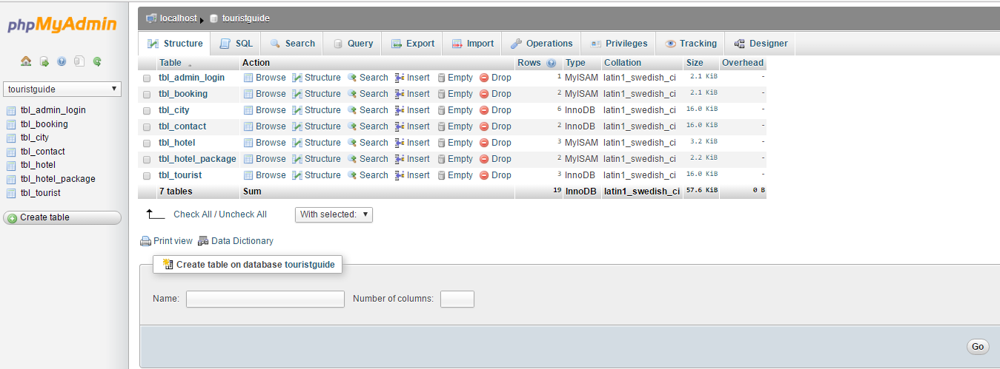 phpMyAdmin
touristguide
tbl_admin_login
tbl_booking
tbl_city
tbl_contact
tbl_hotel
tbl_hotel_package
tbl_tourist
Create table
localhost touristguide
Structure SQL Search Query Export Import Operations Privileges Tracking Designer
Table Action Rows Type Collation Size Overhead
tbl_admin_login Browse Structure Search Insert Empty Drop 1 MyISAM latin1_swedish_ci 2.1 KiB -
tbl_booking Browse Structure Search Insert Empty Drop 2 MyISAM latin1_swedish_ci 2.1 KiB -
tbl_city Browse Structure Search Insert Empty Drop 6 InnoDB latin1_swedish_ci 16.0 KiB -
tbl_contact Browse Structure Search Insert Empty Drop 2 InnoDB latin1_swedish_ci 16.0 KiB -
tbl_hotel Browse Structure Search Insert Empty Drop 3 MyISAM latin1_swedish_ci 3.2 KiB -
tbl_hotel_package Browse Structure Search Insert Empty Drop 2 MyISAM latin1_swedish_ci 2.2 KiB -
tbl_tourist Browse Structure Search Insert Empty Drop 3 InnoDB latin1_swedish_ci 16.0 KiB -
7 tables Sum 19 InnoDB latin1_swedish_ci 57.6 KiB 0 B
Check All / Uncheck All With selected:
Print view Data Dictionary
Create table on database touristguide
Name: Number of columns:
Go